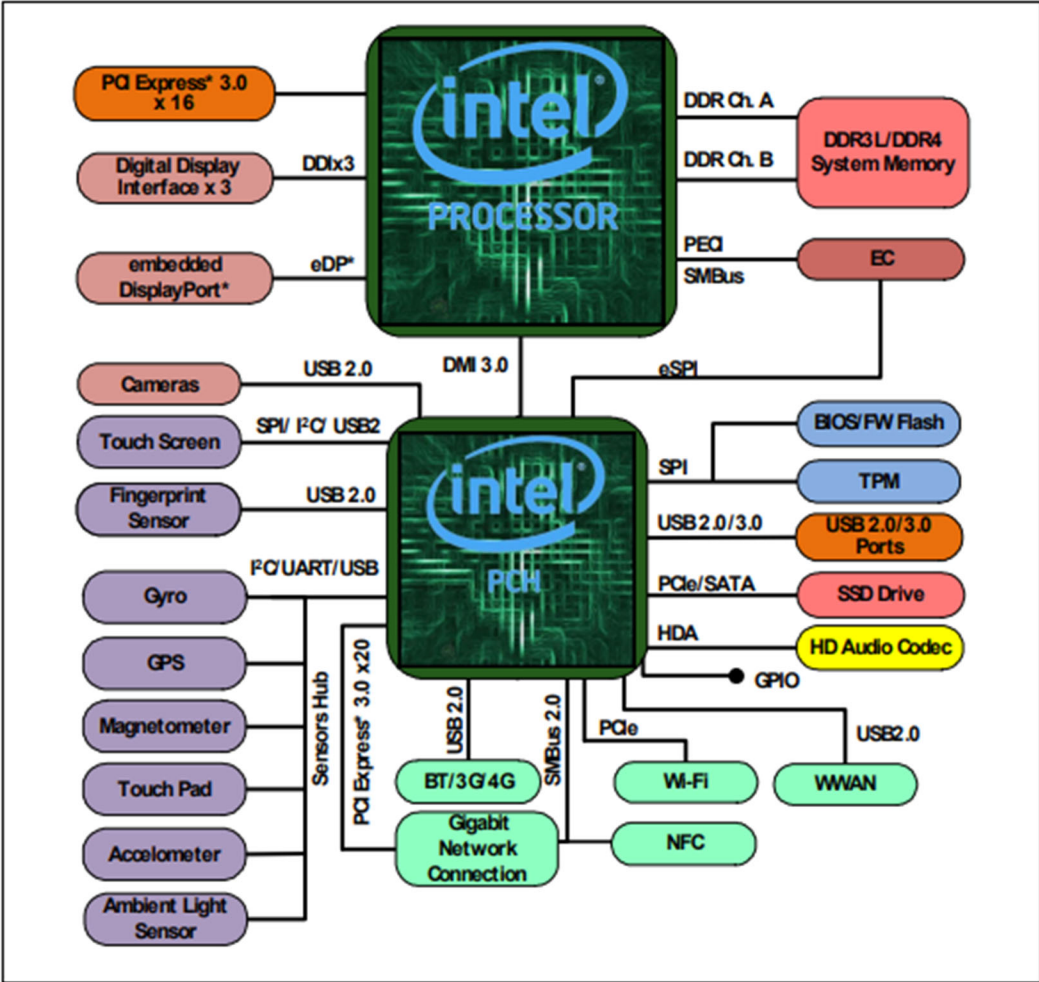 PCI Express* 3.0
x 16
Digital Display
Interface x 3
DDIx3
embedded
DisplayPort*
eDP*
intel®
PROCESSOR
DDR Ch. A
DDR Ch. B
DDR3L/DDR4
System Memory
PECI
SMBus
EC
DMI 3.0
eSPI
Cameras
USB 2.0
Touch Screen
SPI/ I²C/ USB2
Fingerprint
Sensor
USB 2.0
I²C/UART/USB
Gyro
GPS
Magnetometer
Touch Pad
Accelometer
Ambient Light
Sensor
Sensors Hub
intel®
PCH
SPI
BIOS/FW Flash
TPM
USB 2.0/3.0
USB 2.0/3.0
Ports
PCIe/SATA
SSD Drive
HDA
HD Audio Codec
GPIO
PCI Express* 3.0 x20
USB 2.0
SMBus 2.0
PCIe
USB2.0
BT/3G/4G
Wi-Fi
WWAN
Gigabit
Network
Connection
NFC